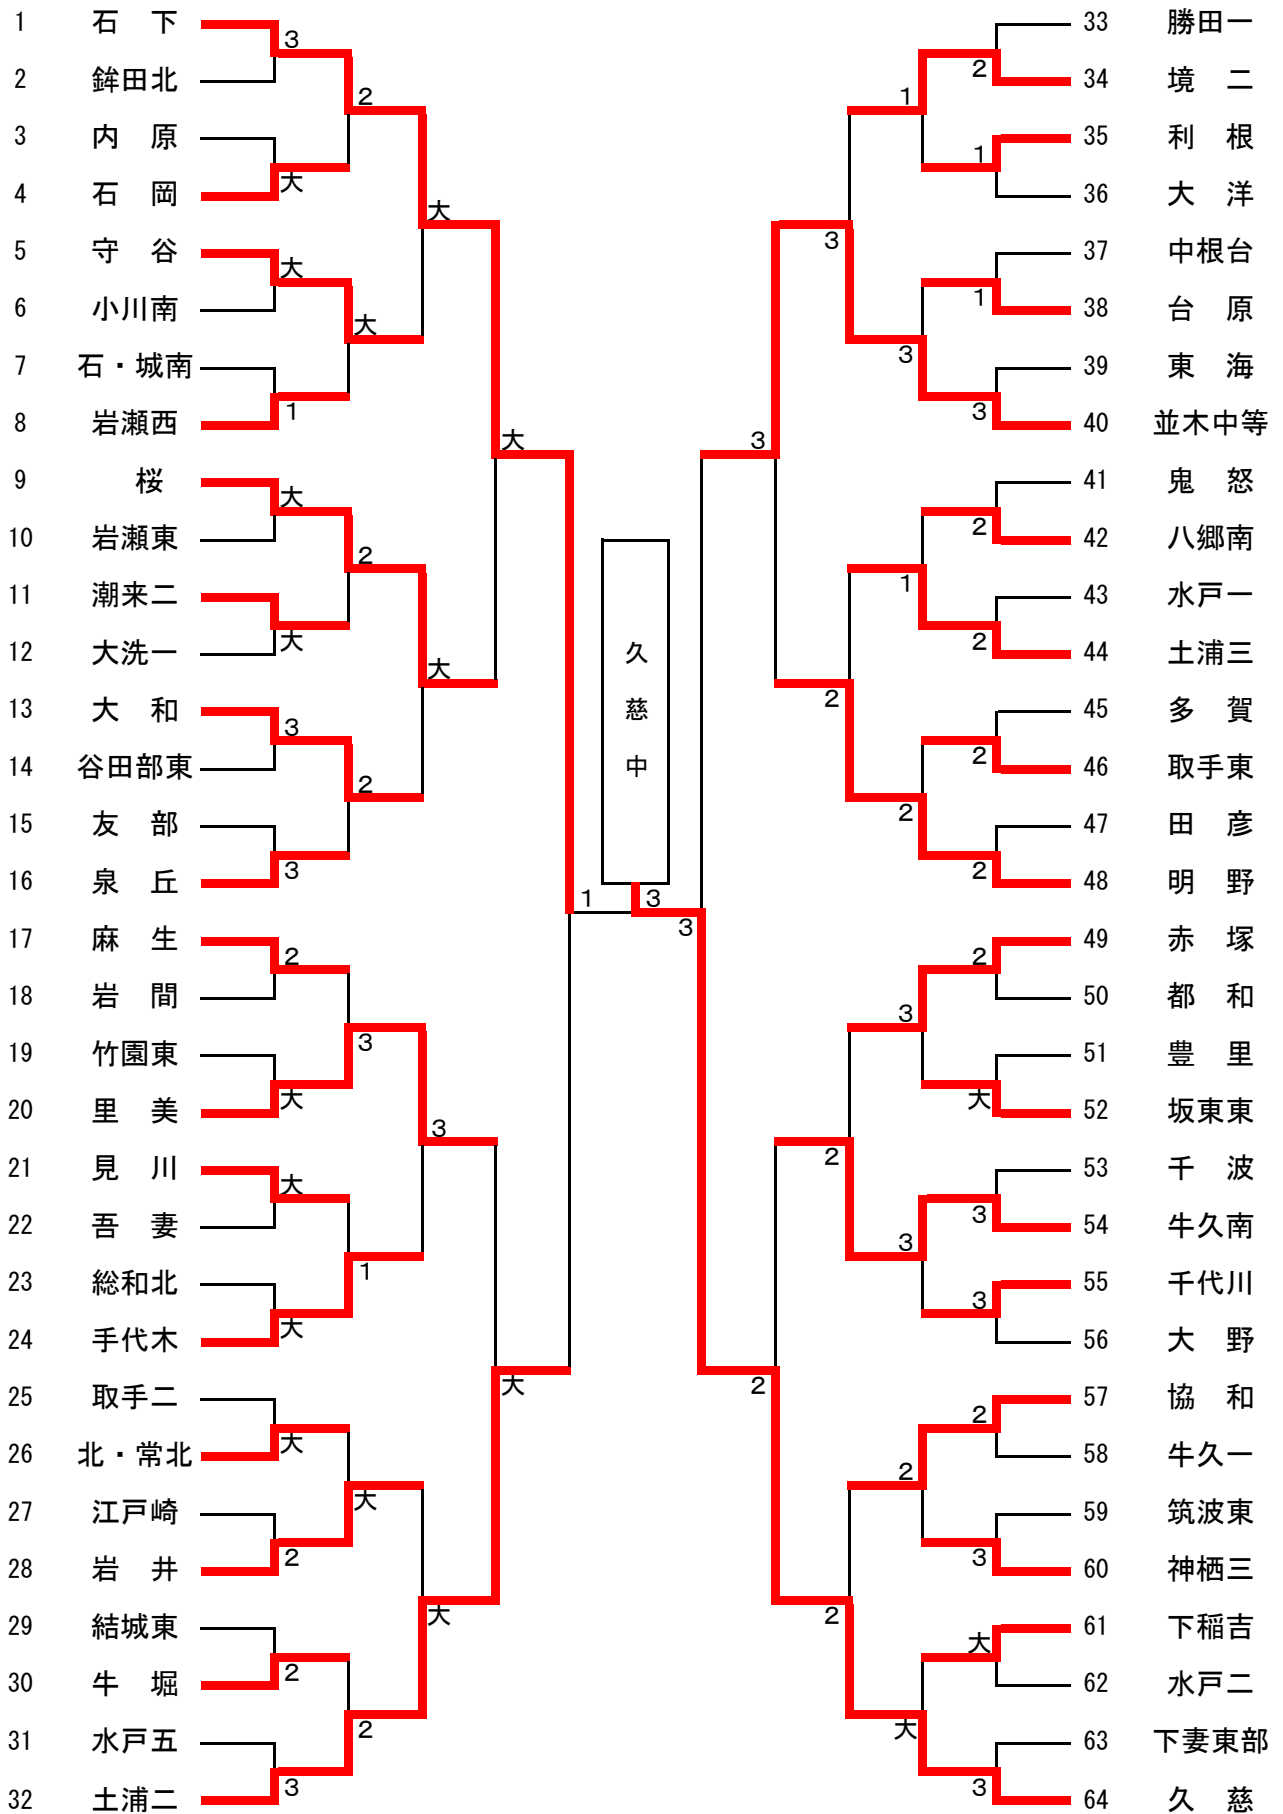 1 石 下
2 鉾田北
3 内 原
4 石 岡
5 守 谷
6 小川南
7 石・城南
8 岩瀬西
9 桜
10 岩瀬東
11 潮来二
12 大洗一
13 大 和
14 谷田部東
15 友 部
16 泉 丘
17 麻 生
18 岩 間
19 竹園東
20 里 美
21 見 川
22 吾 妻
23 総和北
24 手代木
25 取手二
26 北・常北
27 江戸崎
28 岩 井
29 結城東
30 牛 堀
31 水戸五
32 土浦二
3
大
大
1
大
大
3
3
2
大
大
大
大
2
2
3
2
大
2
2
3
1
大
2
大
大
3
大
大
大
1
久
慈
中
3
3
3
2
3
2
2
2
1
3
1
2
3
3
2
大
2
1
1
3
2
2
2
2
2
大
3
3
2
3
大
3
33 勝田一
34 境 二
35 利 根
36 大 洋
37 中根台
38 台 原
39 東 海
40 並木中等
41 鬼 怒
42 八郷南
43 水戸一
44 土浦三
45 多 賀
46 取手東
47 田 彦
48 明 野
49 赤 塚
50 都 和
51 豊 里
52 坂東東
53 千 波
54 牛久南
55 千代川
56 大 野
57 協 和
58 牛久一
59 筑波東
60 神栖三
61 下稲吉
62 水戸二
63 下妻東部
64 久 慈